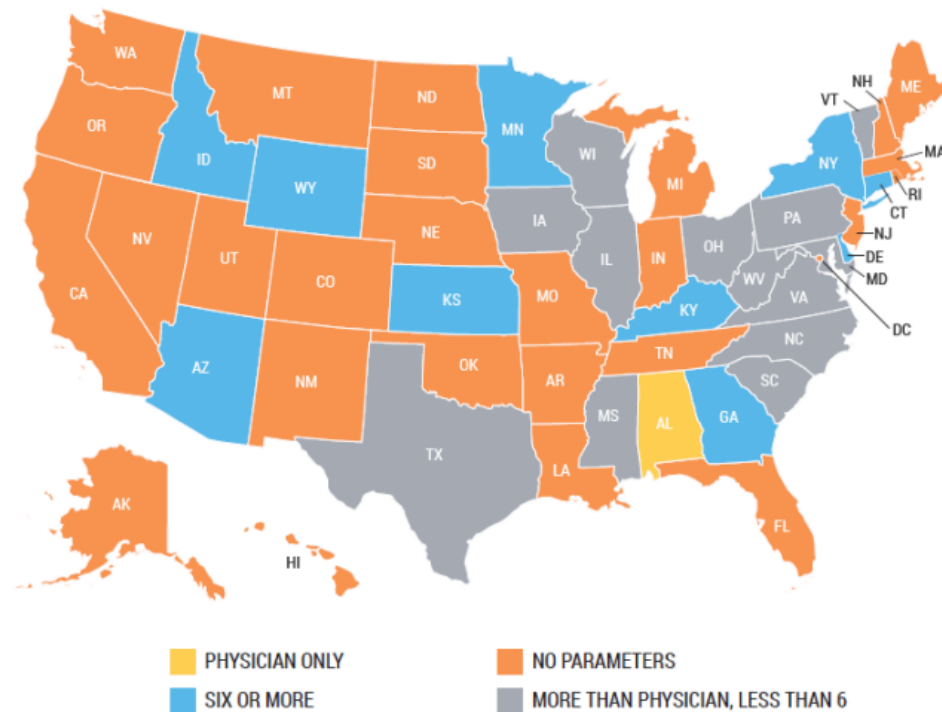 WA
MT
ND
MN
OR
ID
WY
SD
WI
MI
NY
VT
NH
ME
MA
RI
CT
NJ
DE
MD
DC
NV
UT
CO
NE
IA
IL
IN
OH
PA
WV
VA
CA
KS
MO
KY
NC
AZ
NM
OK
AR
TN
SC
TX
LA
MS
AL
GA
FL
AK
HI
PHYSICIAN ONLY
NO PARAMETERS
SIX OR MORE
MORE THAN PHYSICIAN, LESS THAN 6